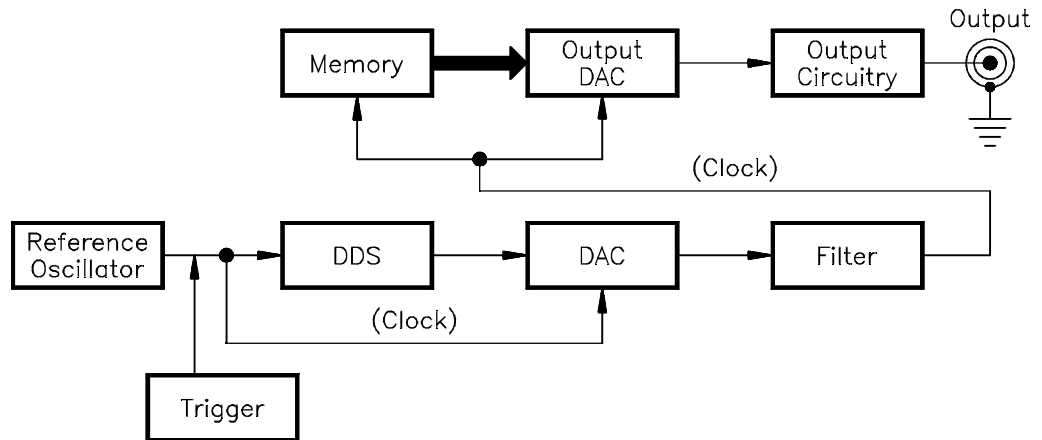 Output
Memory
Output
DAC
Output
Circuitry
(Clock)
Reference
Oscillator
DDS
DAC
Filter
(Clock)
Trigger